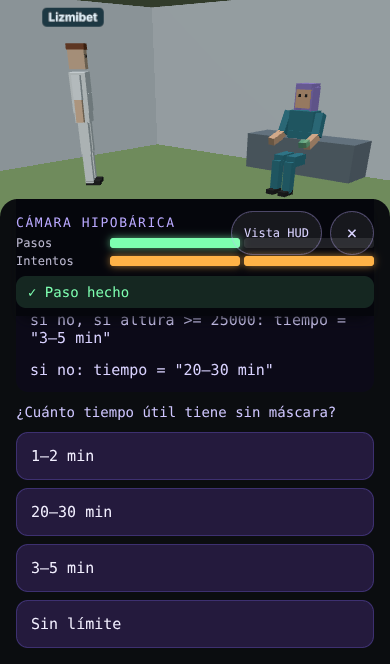 Lizmibet
CÁMARA HIPOBÁRICA
Vista HUD
×
Pasos
Intentos
✓ Paso hecho
si no, si altura >= 25000: tiempo =
"3–5 min"
si no: tiempo = "20–30 min"
¿Cuánto tiempo útil tiene sin máscara?
1–2 min
20–30 min
3–5 min
Sin límite